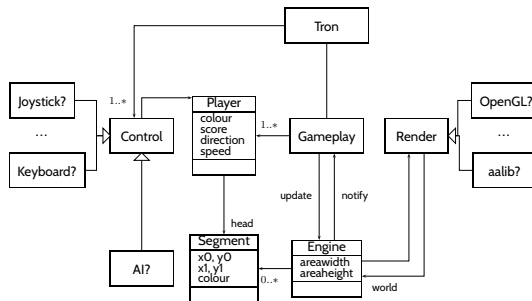 Tron
Joystick?
...
Keyboard?
1..*
Control
Player
colour
score
direction
speed
1..*
Gameplay
Render
OpenGL?
...
aalib?
update
notify
head
AI?
Segment
x0, y0
x1, y1
colour
0..*
Engine
areawidth
areaheight
world